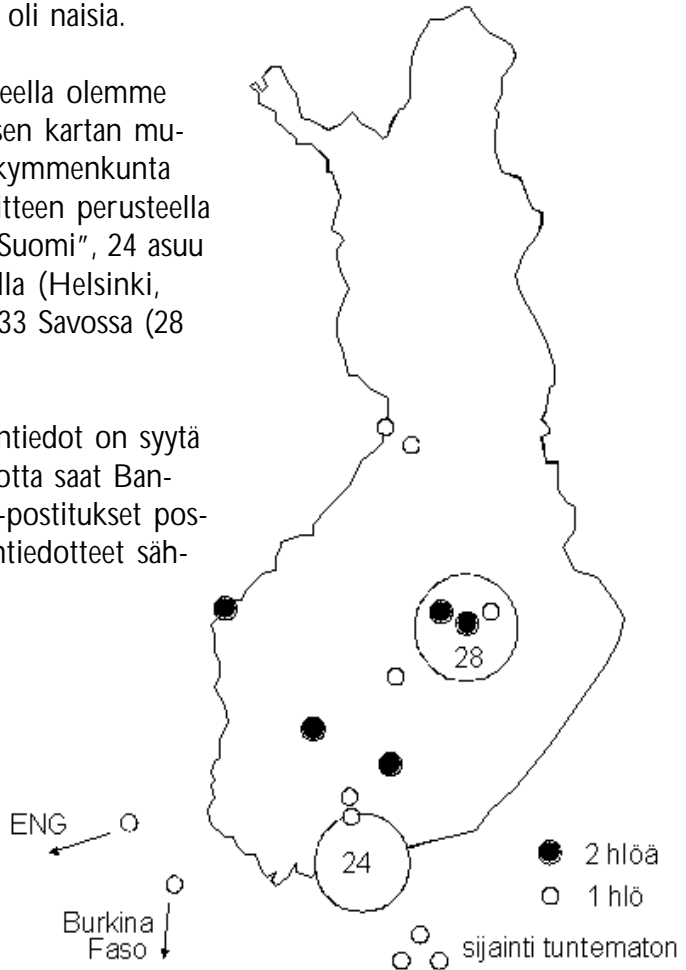 oli naisia.
eella olemme
sen kartan mu-
kymmenkunta
itteen perusteella
Suomi", 24 asuu
lla (Helsinki,
33 Savossa (28
ntiedot on syytä
otta saat Ban-
-postitukset pos-
ntiedotteet säh-
28
ENG
24
2 hlöä
1 hlö
Burkina
Faso
sijainti tuntematon